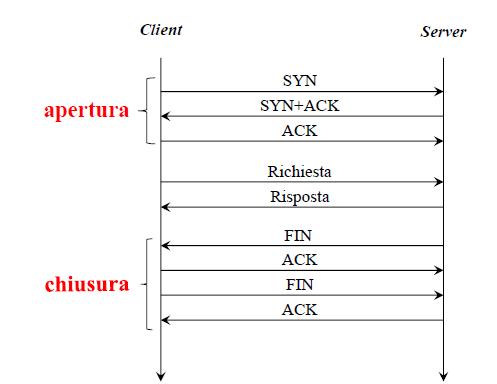 Client
Server
SYN
SYN+ACK
apertura
ACK
Richiesta
Risposta
FIN
ACK
chiusura
FIN
ACK